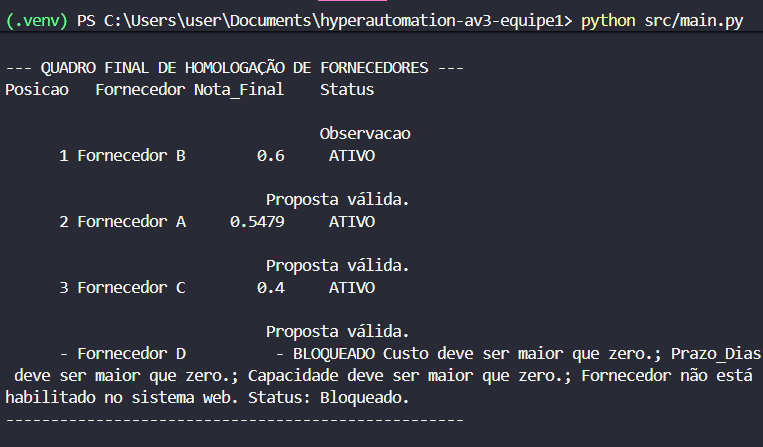 (.venv) PS C:\Users\user\Documents\hyperautomation-av3-equipe1> python src/main.py
--- QUADRO FINAL DE HOMOLOGAÇÃO DE FORNECEDORES ---
Posicao Fornecedor Nota_Final Status
Observacao
1 Fornecedor B 0.6 ATIVO
Proposta válida.
2 Fornecedor A 0.5479 ATIVO
Proposta válida.
3 Fornecedor C 0.4 ATIVO
Proposta válida.
- Fornecedor D - BLOQUEADO Custo deve ser maior que zero.; Prazo_Dias
deve ser maior que zero.; Capacidade deve ser maior que zero.; Fornecedor não está
habilitado no sistema web. Status: Bloqueado.
---------------------------------------------------